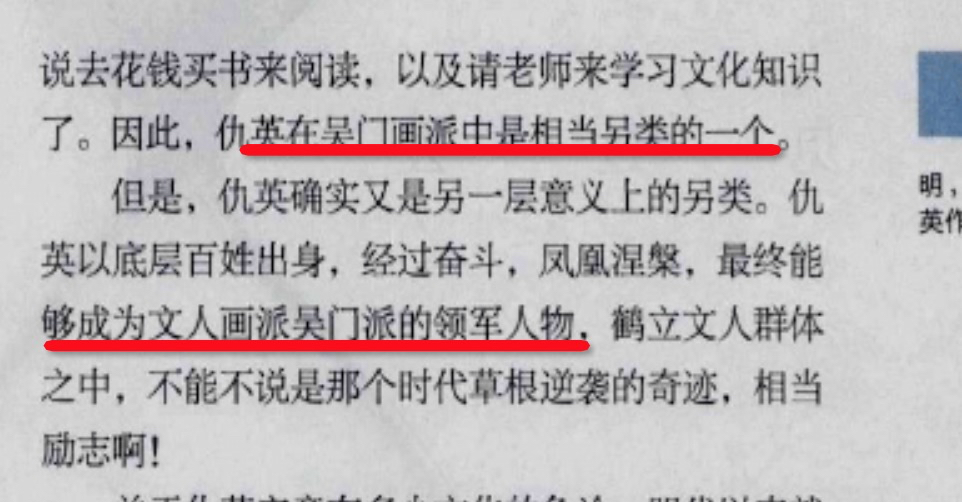 说去花钱买书来阅读，以及请老师来学习文化知识
了。因此，仇英在吴门画派中是相当另类的一个。
但是，仇英确实又是另一层意义上的另类。仇
英以底层百姓出身，经过奋斗，凤凰涅槃，最终能
够成为文人画派吴门派的领军人物，鹤立文人群体
之中，不能不说是那个时代草根逆袭的奇迹，相当
励志啊！
明，
英作